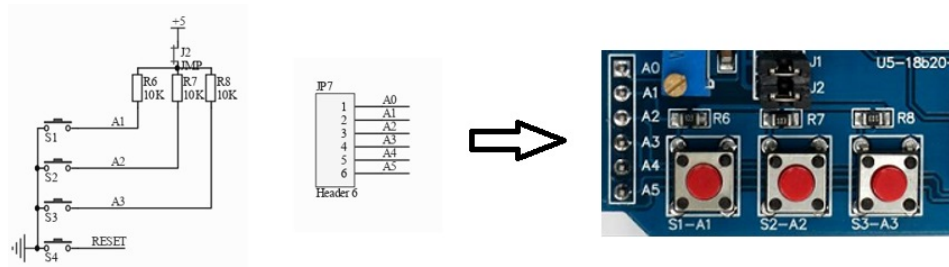 +5
J2
JMP
R6 R7 R8
10K 10K 10K
A1
S1
A2
S2
A3
S3
RESET
S4
JP7
1 A0
2 A1
3 A2
4 A3
5 A4
6 A5
Header 6
A0
A1
A2
A3
A4
A5
J1
J2
U5-18b20
R6 R7 R8
S1-A1 S2-A2 S3-A3